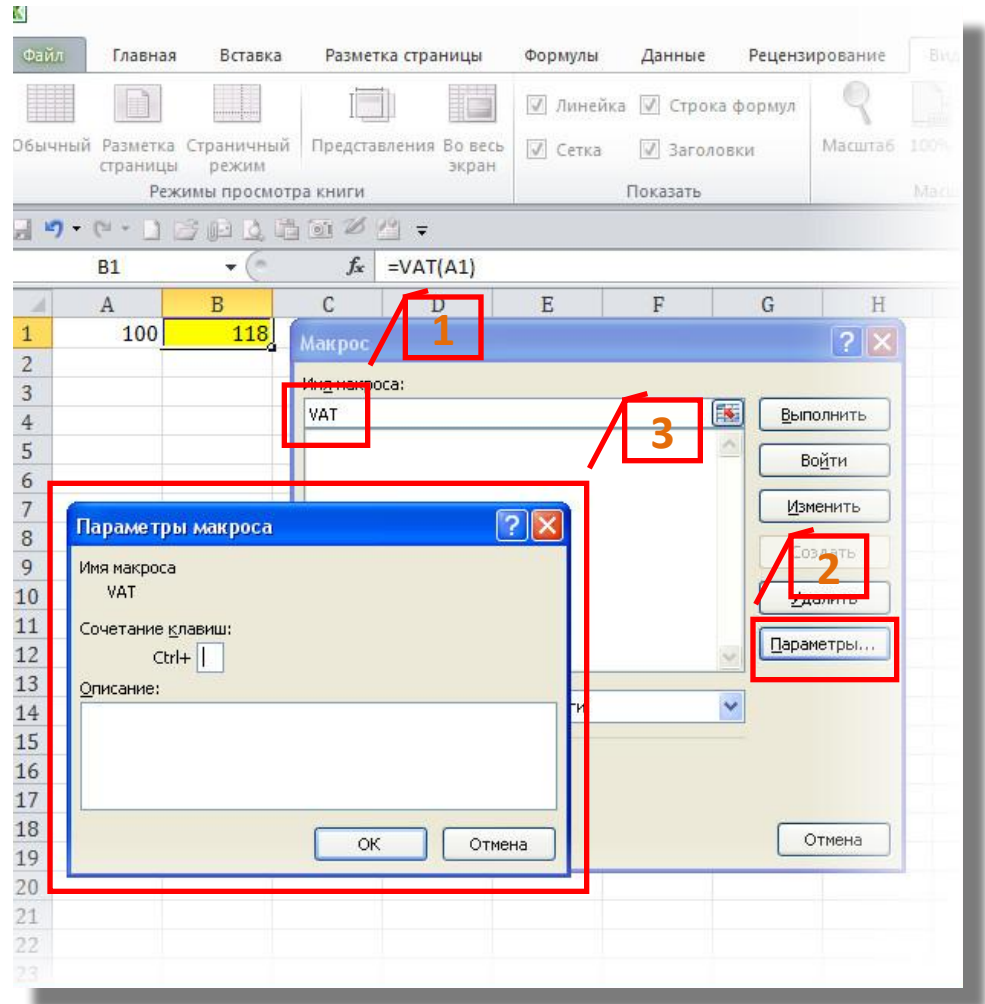 Файл Главная Вставка Разметка страницы Формулы Данные Рецензирование Вид
Линейка Строка формул
Обычный Разметка страницы Страничный режим Представления Во весь экран Сетка Заголовки Масштаб 100%
Режимы просмотра книги Показать
B1 fx =VAT(A1)
A B C D E F G H
1 100 118
2
3
4
5
6
7
8
9
10
11
12
13
14
15
16
17
18
19
20
21
22
23
1
Макрос
Имя макроса:
VAT
3
Выполнить
Войти
Изменить
Создать
2
Удалить
Параметры...
Отмена
Параметры макроса
Имя макроса
VAT
Сочетание клавиш:
Ctrl+
Описание:
ОК Отмена